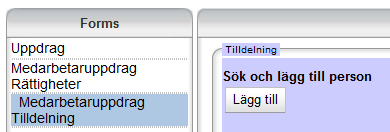 Forms
Uppdrag
Medarbetaruppdrag
Rättigheter
Medarbetaruppdrag
Tilldelning
Tilldelning
Sök och lägg till person
Lägg till